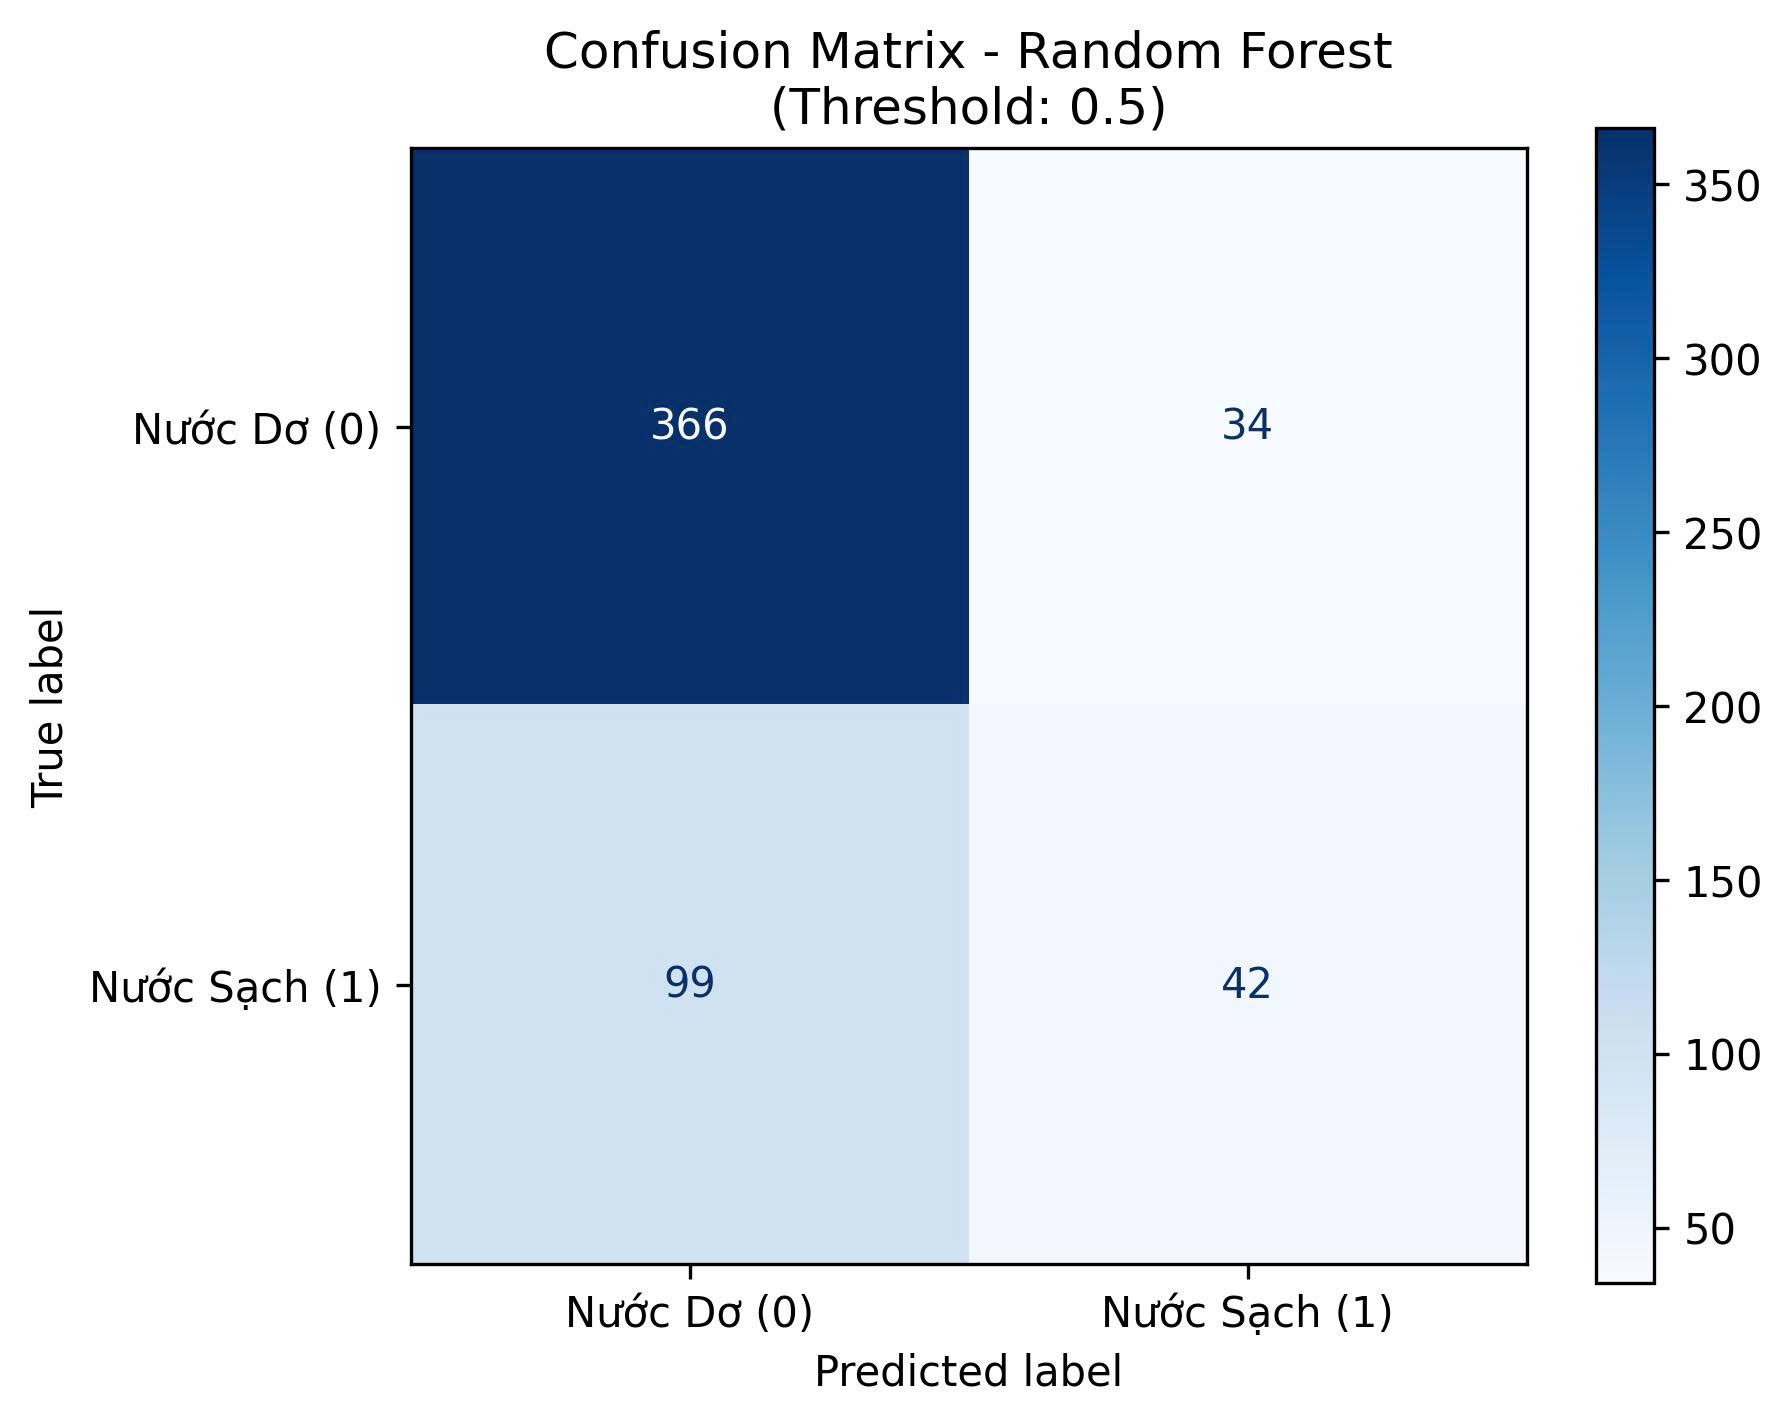 Confusion Matrix - Random Forest
(Threshold: 0.5)
True label
Nước Dơ (0)
366
34
Nước Sạch (1)
99
42
Nước Dơ (0)
Nước Sạch (1)
Predicted label
350
300
250
200
150
100
50